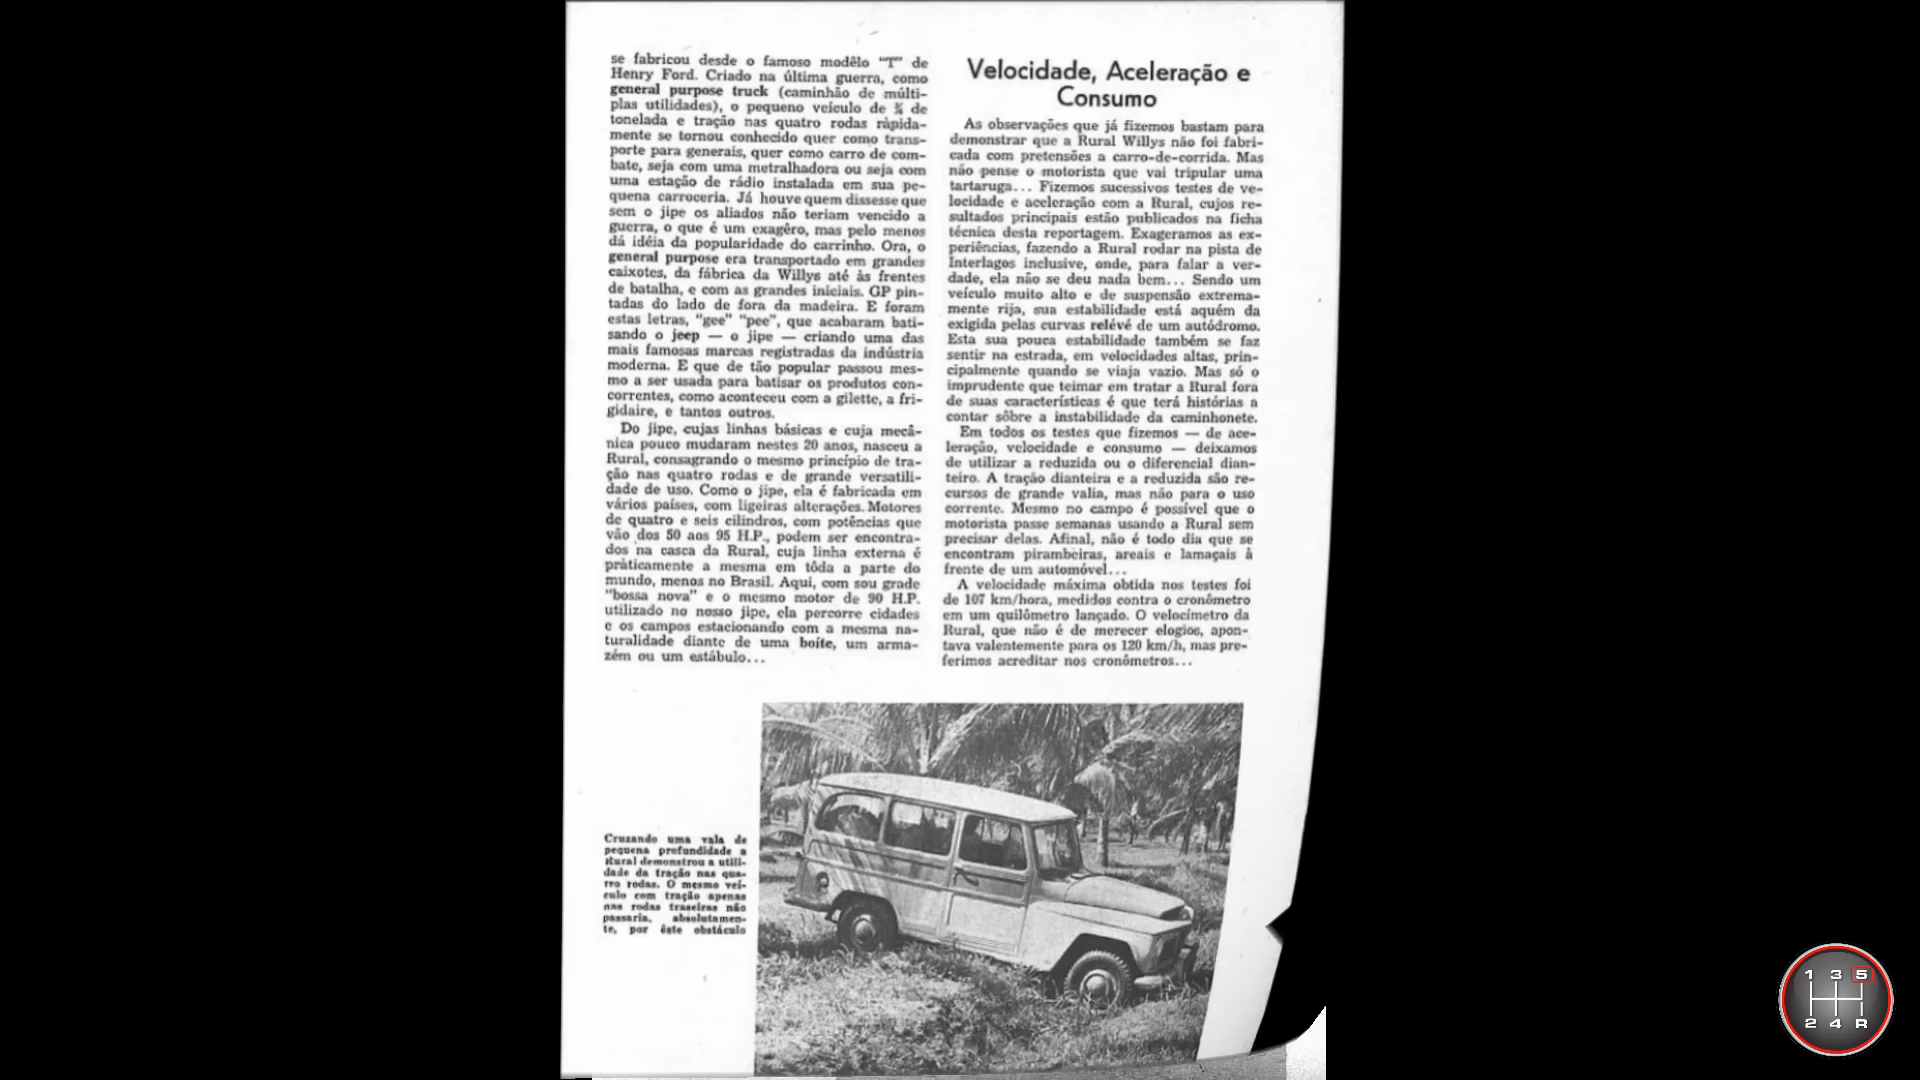 se fabricou desde o famoso modêlo "T" de
Henry Ford. Criado na última guerra, como
general purpose truck (caminhão de múlti-
plas utilidades), o pequeno veículo de ¾ de
tonelada e tração nas quatro rodas ràpida-
mente se tornou conhecido quer como trans-
porte para generais, quer como carro de com-
bate, seja com uma metralhadora ou seja com
uma estação de rádio instalada em sua pe-
quena carroceria. Já houve quem dissesse que
sem o jipe os aliados não teriam vencido a
guerra, o que é um exagêro, mas pelo menos
dá idéia da popularidade do carrinho. Ora, o
general purpose era transportado em grandes
caixotes, da fábrica da Willys até às frentes
de batalha, e com as grandes iniciais. GP pin-
tadas do lado de fora da madeira. E foram
estas letras, "gee" "pee", que acabaram bati-
sando o jeep — o jipe — criando uma das
mais famosas marcas registradas da indústria
moderna. E que de tão popular passou mes-
mo a ser usada para batisar os produtos con-
correntes, como aconteceu com a gilette, a fri-
gidaire, e tantos outros.
Do jipe, cujas linhas básicas e cuja mecâ-
nica pouco mudaram nestes 20 anos, nasceu a
Rural, consagrando o mesmo princípio de tra-
ção nas quatro rodas e de grande versatili-
dade de uso. Como o jipe, ela é fabricada em
vários países, com ligeiras alterações. Motores
de quatro e seis cilindros, com potências que
vão dos 50 aos 95 H.P., podem ser encontra-
dos na casca da Rural, cuja linha externa é
pràticamente a mesma em tôda a parte do
mundo, menos no Brasil. Aqui, com sou grade
"bossa nova" e o mesmo motor de 90 H.P.
utilizado no nosso jipe, ela percorre cidades
e os campos estacionando com a mesma na-
turalidade diante de uma boite, um arma-
zém ou um estábulo...
Velocidade, Aceleração e
Consumo
As observações que já fizemos bastam para
demonstrar que a Rural Willys não foi fabri-
cada com pretensões a carro-de-corrida. Mas
não pense o motorista que vai tripular uma
tartaruga... Fizemos sucessivos testes de ve-
locidade e aceleração com a Rural, cujos re-
sultados principais estão publicados na ficha
técnica desta reportagem. Exageramos as ex-
periências, fazendo a Rural rodar na pista de
Interlagos inclusive, onde, para falar a ver-
dade, ela não se deu nada bem... Sendo um
veículo muito alto e de suspensão extrema-
mente rija, sua estabilidade está aquém da
exigida pelas curvas relévé de um autódromo.
Esta sua pouca estabilidade também se faz
sentir na estrada, em velocidades altas, prin-
cipalmente quando se viaja vazio. Mas só o
imprudente que teimar em tratar a Rural fora
de suas características é que terá histórias a
contar sôbre a instabilidade da caminhonete.
Em todos os testes que fizemos — de ace-
leração, velocidade e consumo — deixamos
de utilizar a reduzida ou o diferencial dian-
teiro. A tração dianteira e a reduzida são re-
cursos de grande valia, mas não para o uso
corrente. Mesmo no campo é possível que o
motorista passe semanas usando a Rural sem
precisar delas. Afinal, não é todo dia que se
encontram pirambeiras, areais e lamaçais à
frente de um automóvel...
A velocidade máxima obtida nos testes foi
de 107 km/hora, medidos contra o cronômetro
em um quilômetro lançado. O velocímetro da
Rural, que não é de merecer elogios, apon-
tava valentemente para os 120 km/h, mas pre-
ferimos acreditar nos cronômetros...
Cruzando uma vala de
pequena profundidade a
Rural demonstrou a utili-
dade da tração nas qua-
tro rodas. O mesmo veí-
culo com tração apenas
nas rodas traseiras não
passaria, absolutamen-
te, por êste obstáculo
1 3 5
2 4 R